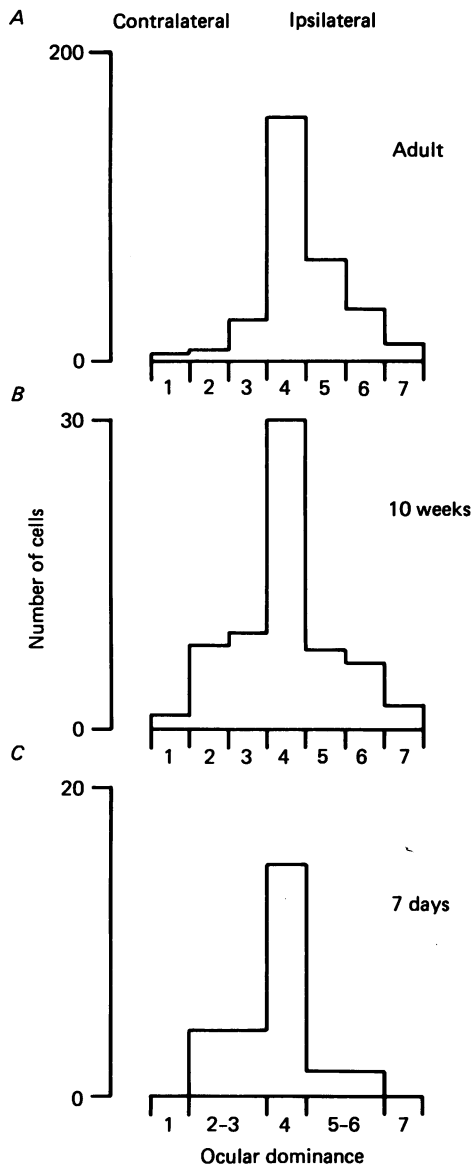 A
Contralateral Ipsilateral
200
Adult
0
1 2 3 4 5 6 7
B
30
10 weeks
Number of cells
0
1 2 3 4 5 6 7
C
20
7 days
0
1 2–3 4 5–6 7
Ocular dominance